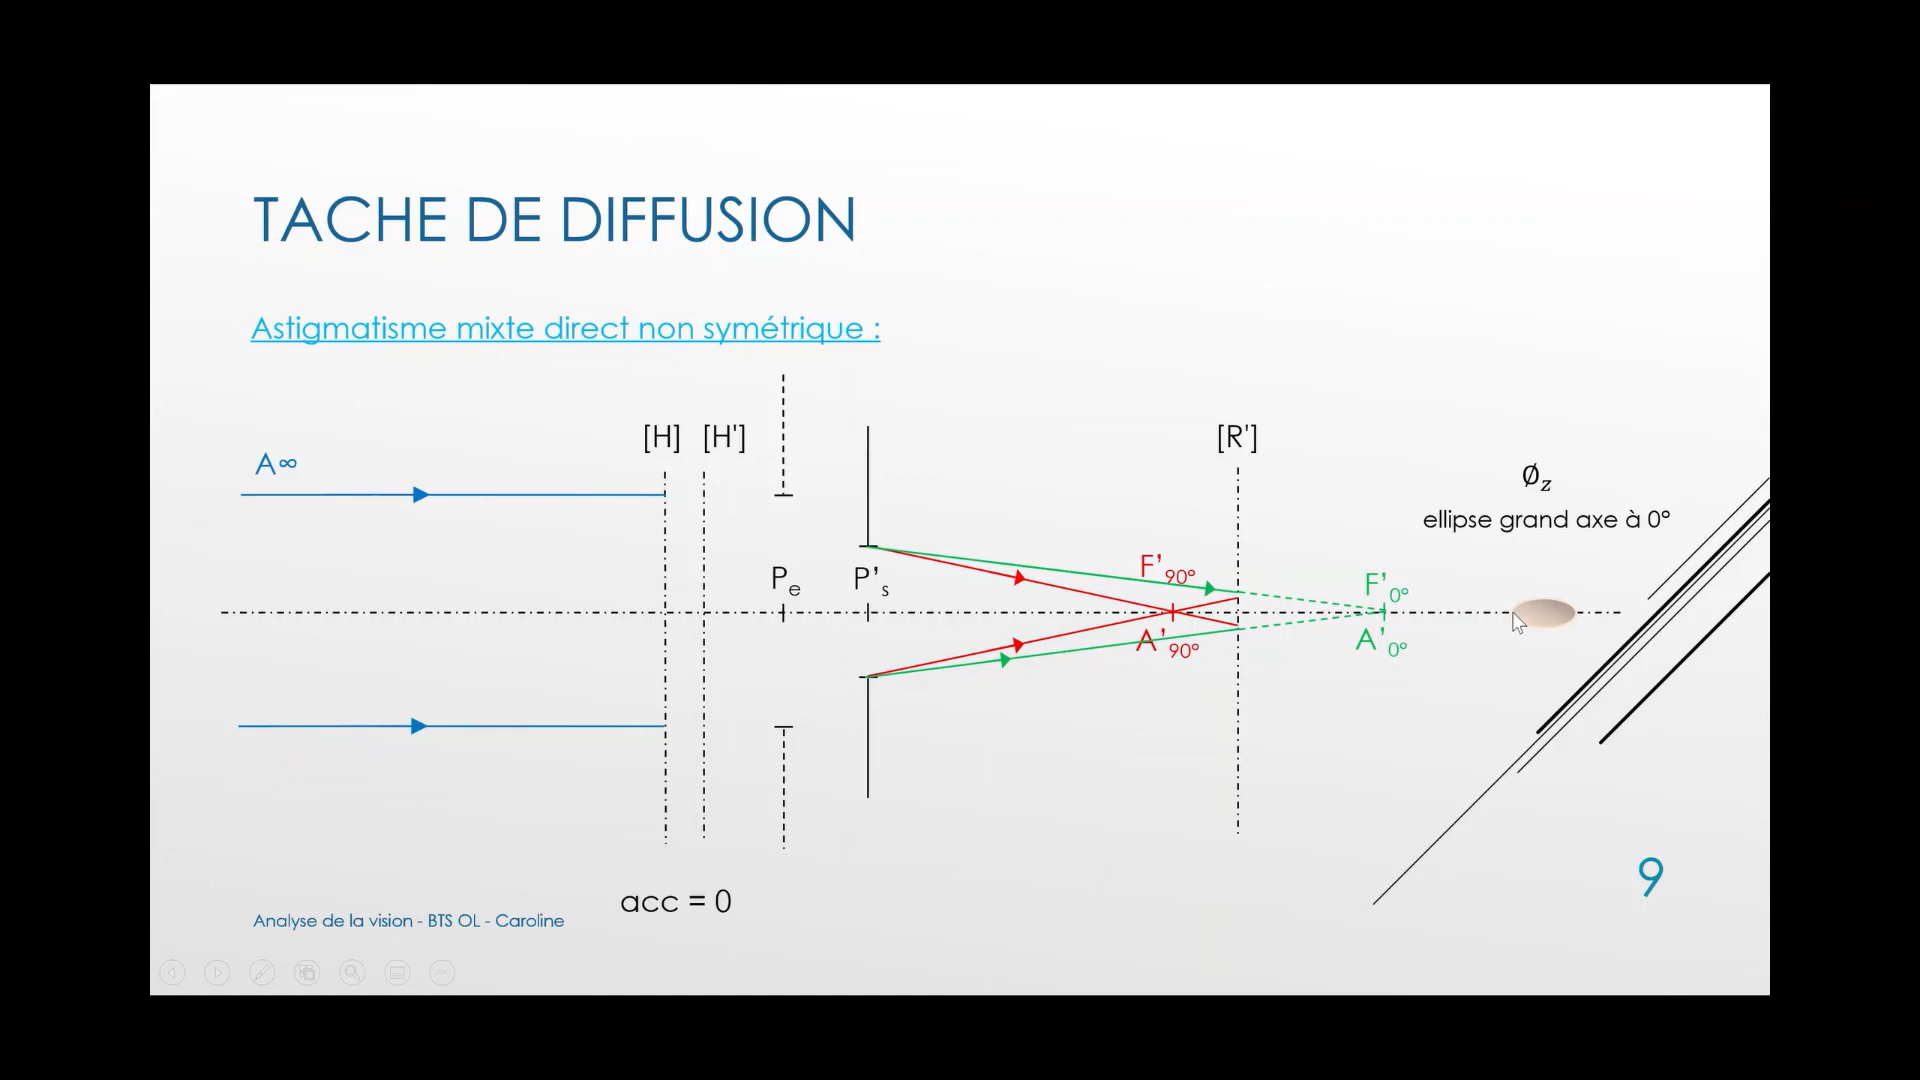 TACHE DE DIFFUSION
Astigmatisme mixte direct non symétrique :
[H] [H'] [R']
A∞
∅z
ellipse grand axe à 0°
Pe P's F'90° F'0°
A'90° A'0°
9
acc = 0
Analyse de la vision - BTS OL - Caroline